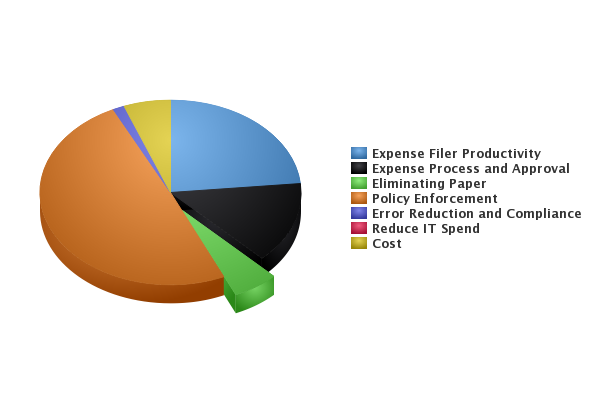 Expense Filer Productivity
Expense Process and Approval
Eliminating Paper
Policy Enforcement
Error Reduction and Compliance
Reduce IT Spend
Cost